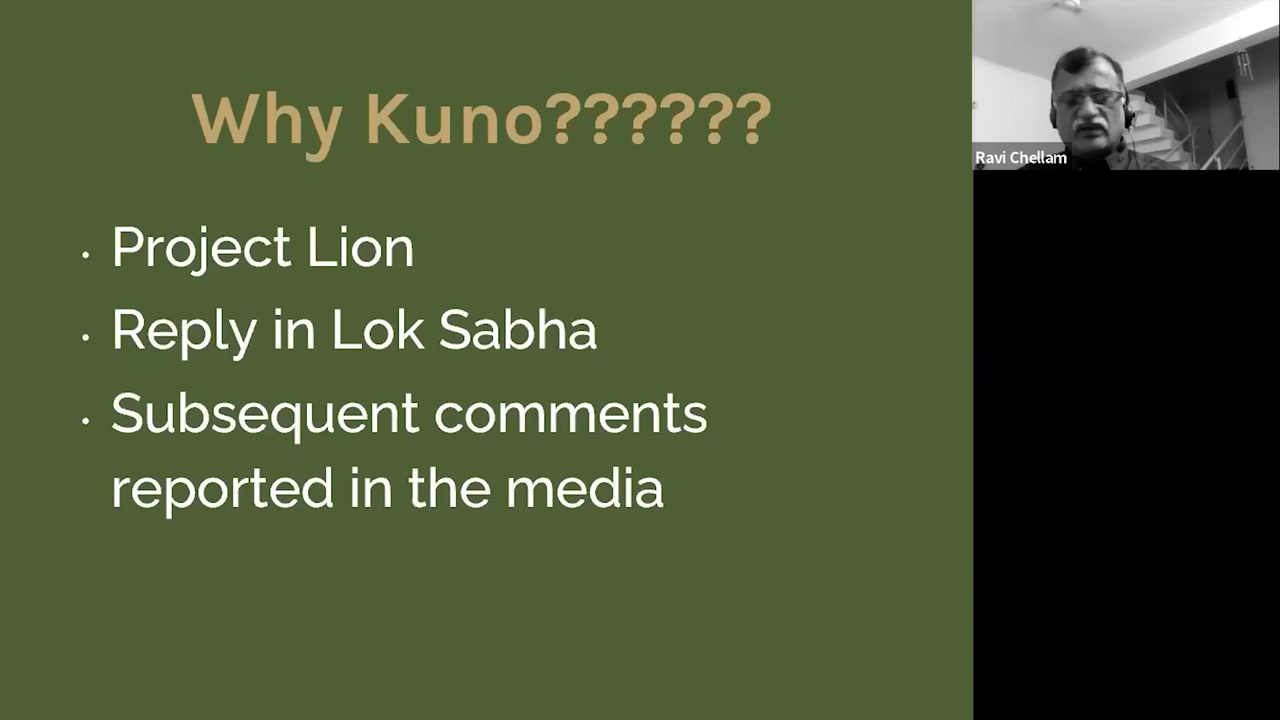 Why Kuno??????
• Project Lion
• Reply in Lok Sabha
• Subsequent comments
reported in the media
Ravi Chellam